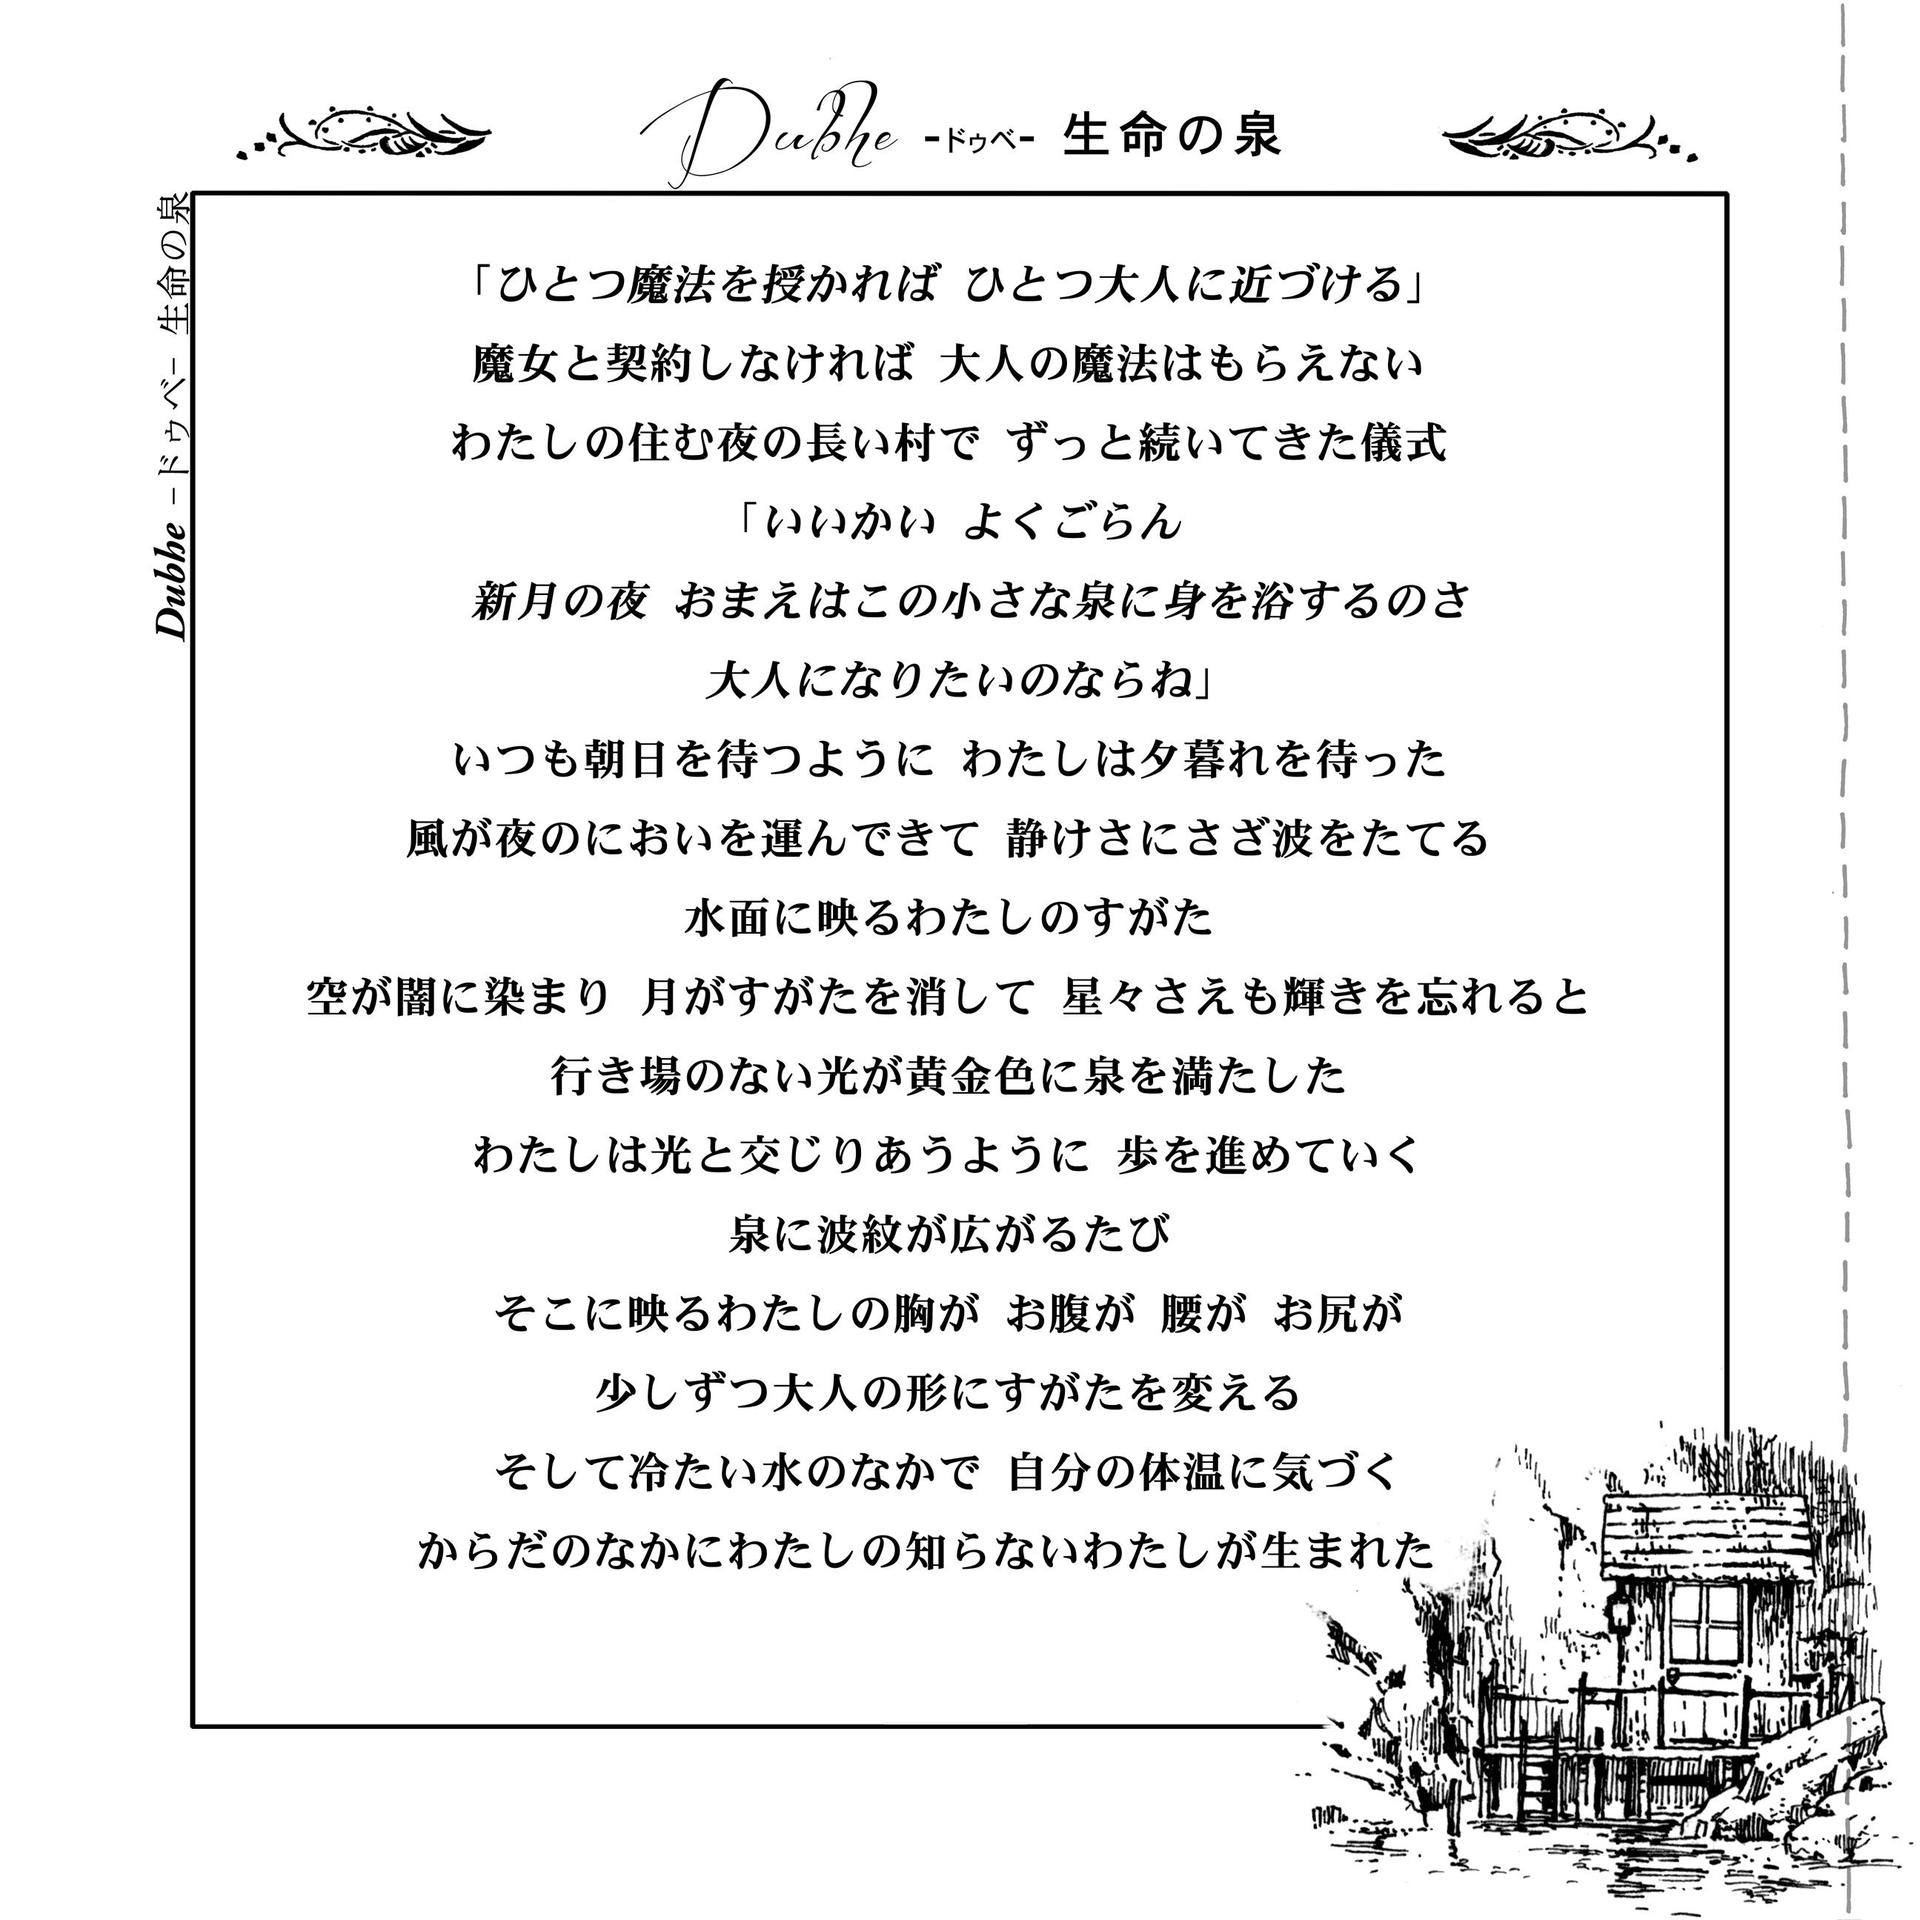 Dubhe -ドゥベ- 生命の泉
Dubhe -ドゥベ- 生命の泉
「ひとつ魔法を授かれば ひとつ大人に近づける」
魔女と契約しなければ 大人の魔法はもらえない
わたしの住む夜の長い村で ずっと続いてきた儀式
「いいかい よくごらん
新月の夜 おまえはこの小さな泉に身を浴するのさ
大人になりたいのならね」
いつも朝日を待つように わたしは夕暮れを待った
風が夜のにおいを運んできて 静けさにさざ波をたてる
水面に映るわたしのすがた
空が闇に染まり 月がすがたを消して 星々さえも輝きを忘れると
行き場のない光が黄金色に泉を満たした
わたしは光と交じりあうように 歩を進めていく
泉に波紋が広がるたび
そこに映るわたしの胸が お腹が 腰が お尻が
少しずつ大人の形にすがたを変える
そして冷たい水のなかで 自分の体温に気づく
からだのなかにわたしの知らないわたしが生まれた